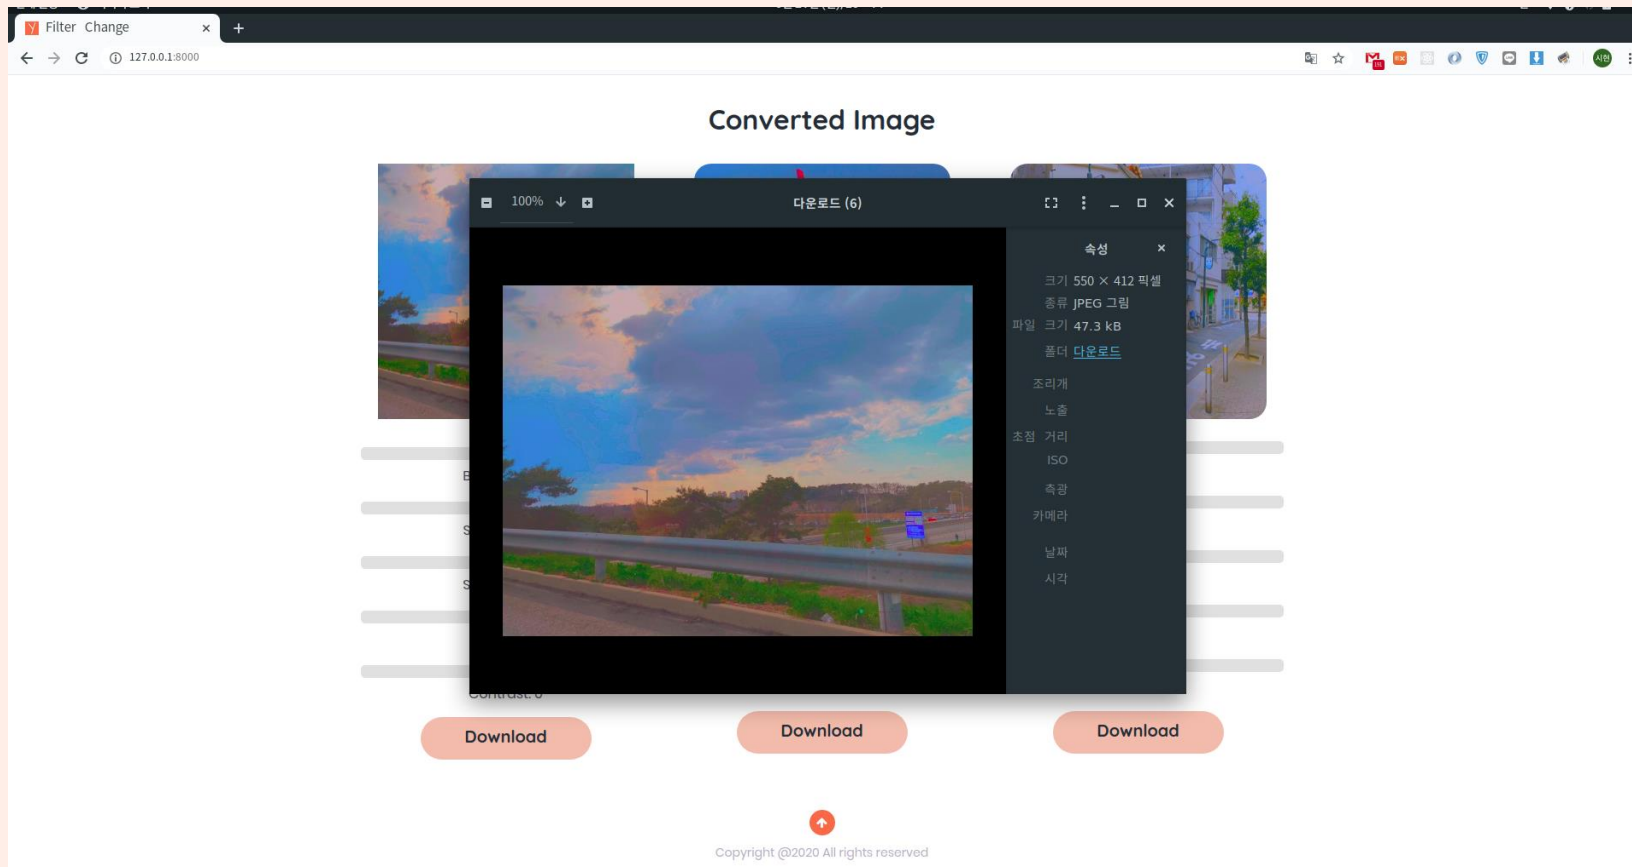 Filter Change
127.0.0.1:8000
시현
Converted Image
100%
다운로드 (6)
속성
크기 550 × 412 픽셀
종류 JPEG 그림
파일 크기 47.3 kB
폴더 다운로드
조리개
노출
초점 거리
ISO
측광
카메라
날짜
시각
B
S
S
Download
Download
Download
Copyright @2020 All rights reserved